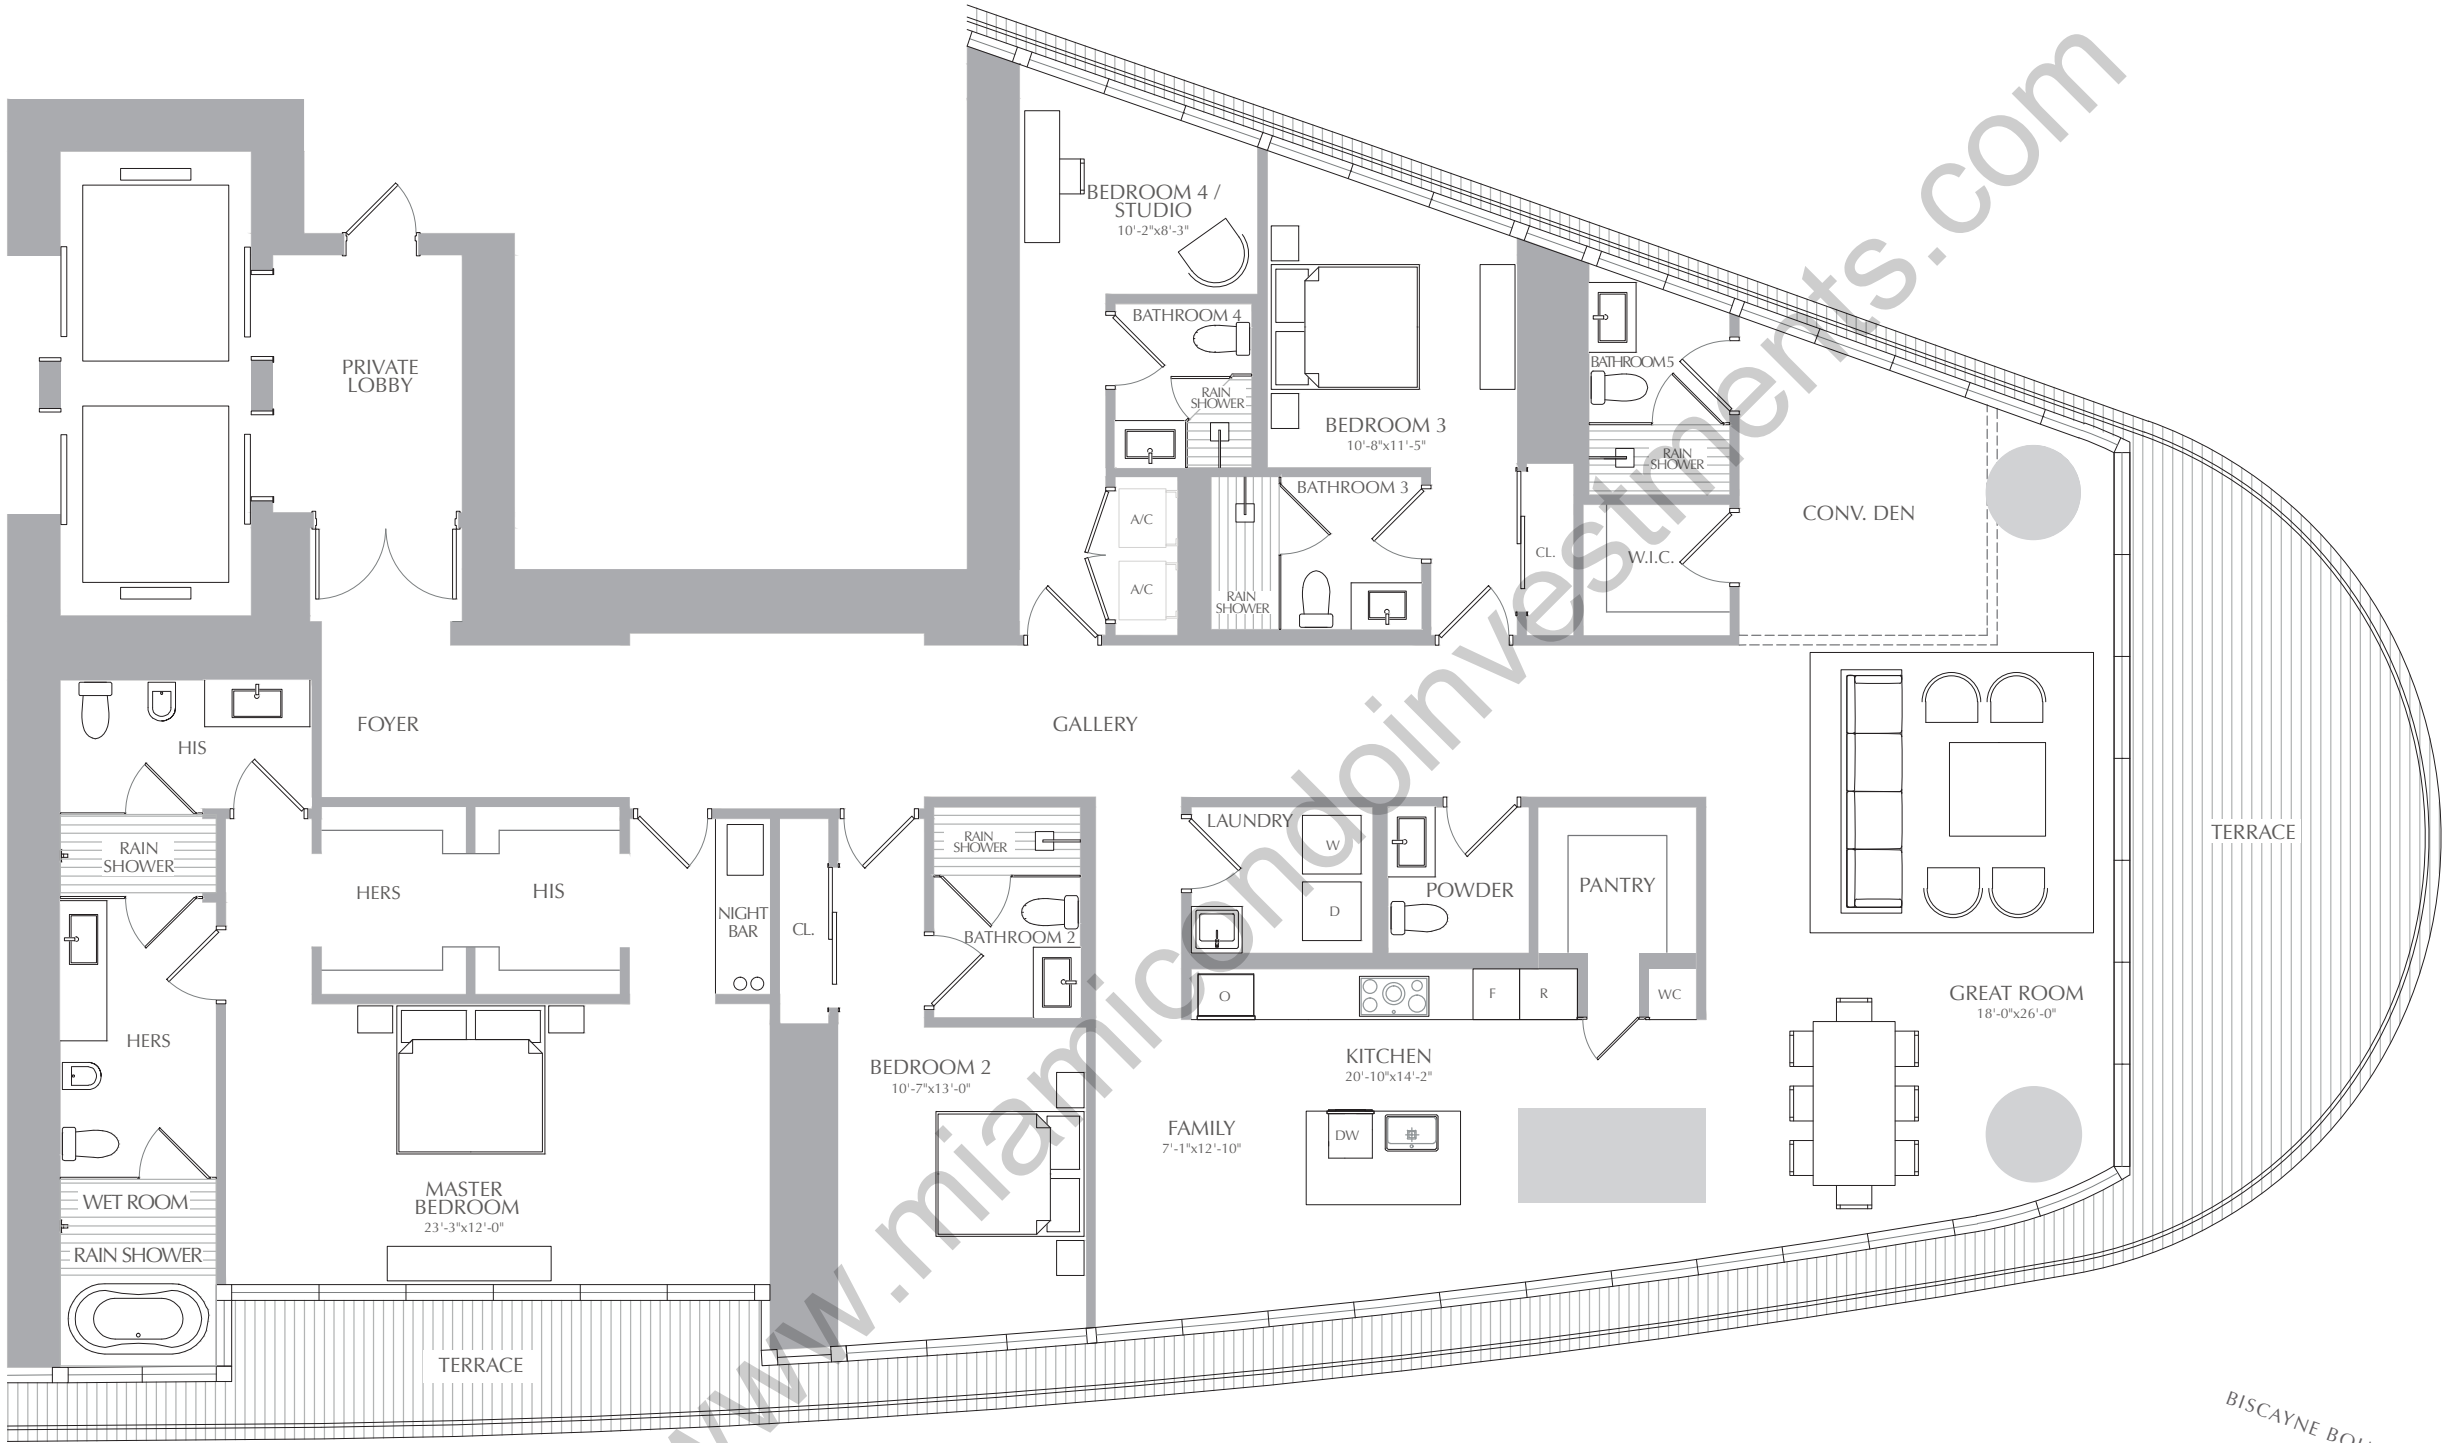 BEDROOM 4 /
STUDIO
10'-2"x8'-3"
BATHROOM 4
RAIN
SHOWER
A/C
A/C
BEDROOM 3
10'-8"x11'-5"
BATHROOM 3
RAIN
SHOWER
CL.
BATHROOM 5
RAIN
SHOWER
W.I.C.
CONV. DEN
PRIVATE
LOBBY
FOYER
GALLERY
HIS
RAIN
SHOWER
HERS
WET ROOM
RAIN SHOWER
HERS
HIS
NIGHT
BAR
CL.
MASTER
BEDROOM
23'-3"x12'-0"
TERRACE
RAIN
SHOWER
BATHROOM 2
BEDROOM 2
10'-7"x13'-0"
LAUNDRY
W
D
POWDER
PANTRY
O
F
R
WC
KITCHEN
20'-10"x14'-2"
FAMILY
7'-1"x12'-10"
DW
GREAT ROOM
18'-0"x26'-0"
TERRACE
www.miamicondoinvestments.com
BISCAYNE